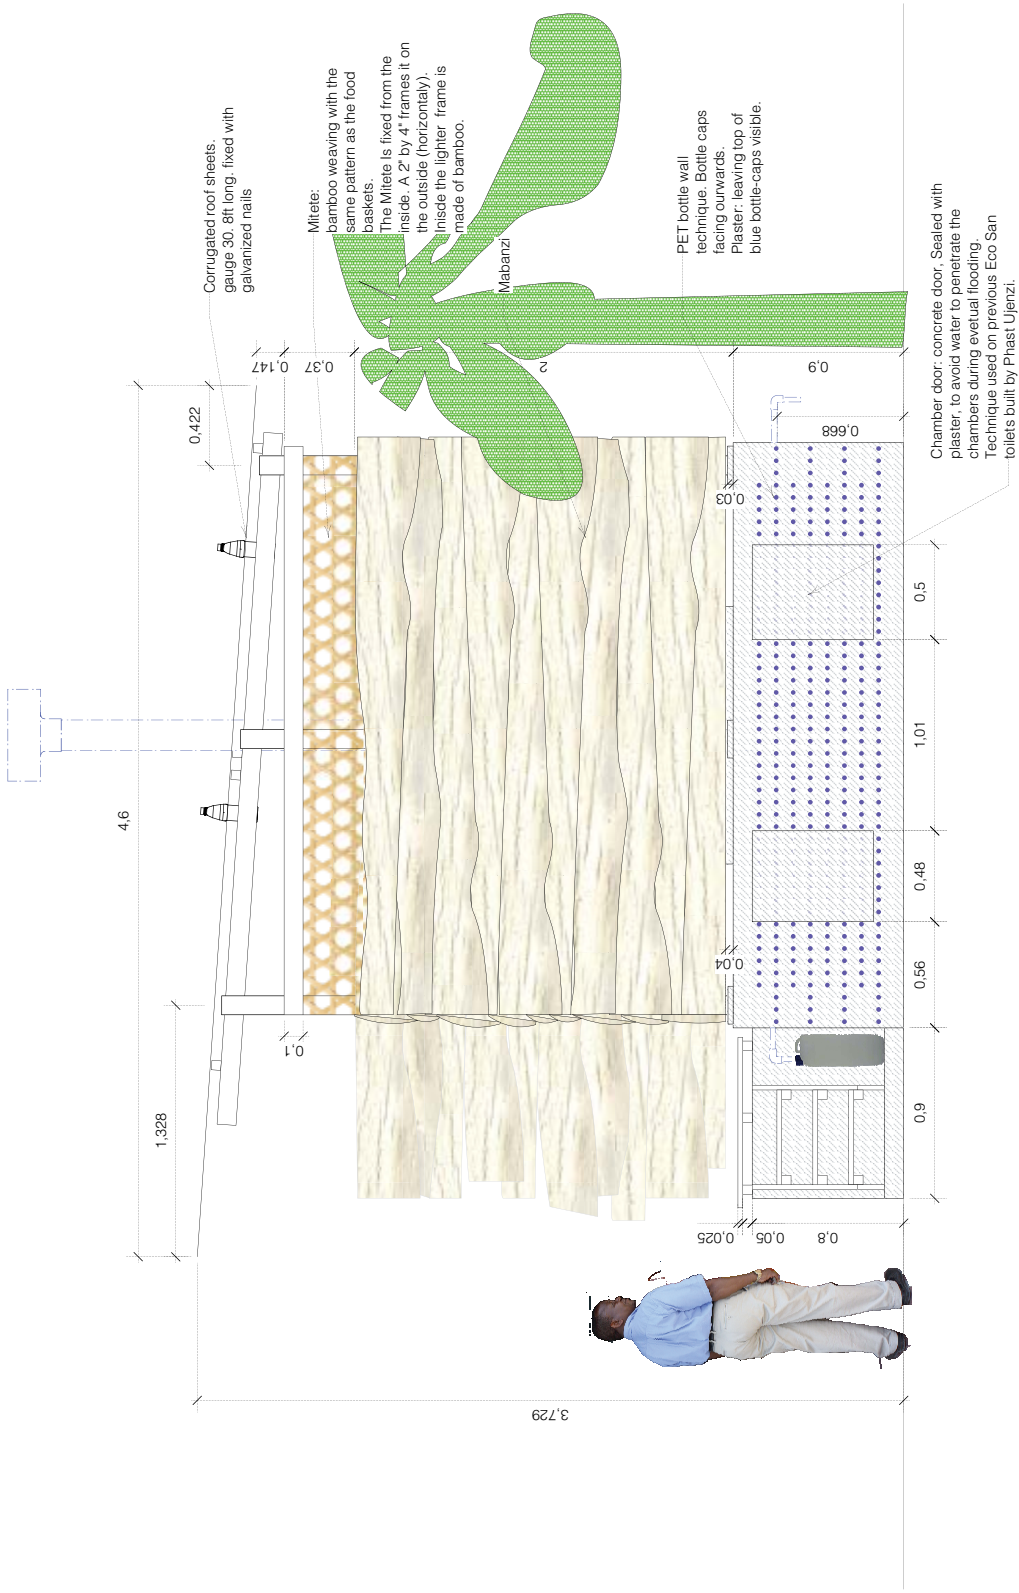 Corrugated roof sheets.
gauge 30. 8ft long. fixed with
galvanized nails
Mitete:
bamboo weaving with the
same pattern as the food
baskets.
The Mitete Is fixed from the
inside. A 2" by 4" frames it on
the outside (horizontaly).
Inisde the lighter frame is
made of bamboo.
Mabanzi
PET bottle wall
technique. Bottle caps
facing ourwards.
Plaster: leaving top of
blue bottle-caps visible.
Chamber door: concrete door, Sealed with
plaster, to avoid water to penetrate the
chambers during evetual flooding.
Technique used on previous Eco San
toilets built by Phast Ujenzi.
4,6
1,328
0,422
0,147
0,37
2
0,9
0,668
0,03
0,04
0,1
0,5
1,01
0,48
0,56
0,9
0,025
0,05
0,8
3,729